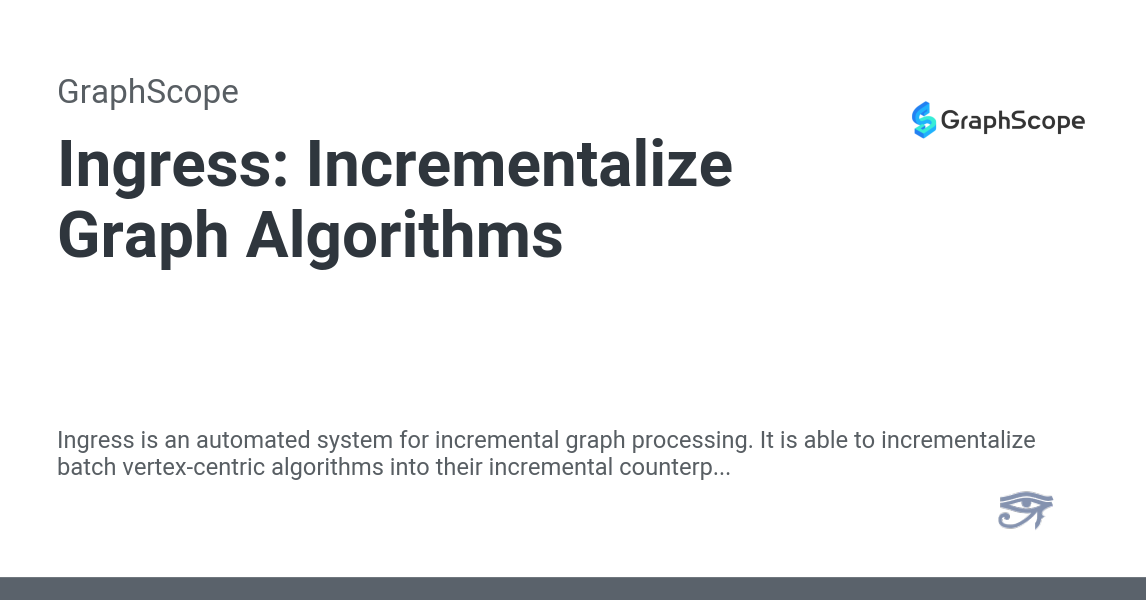 GraphScope
GraphScope
Ingress: Incrementalize
Graph Algorithms
Ingress is an automated system for incremental graph processing. It is able to incrementalize
batch vertex-centric algorithms into their incremental counterp...